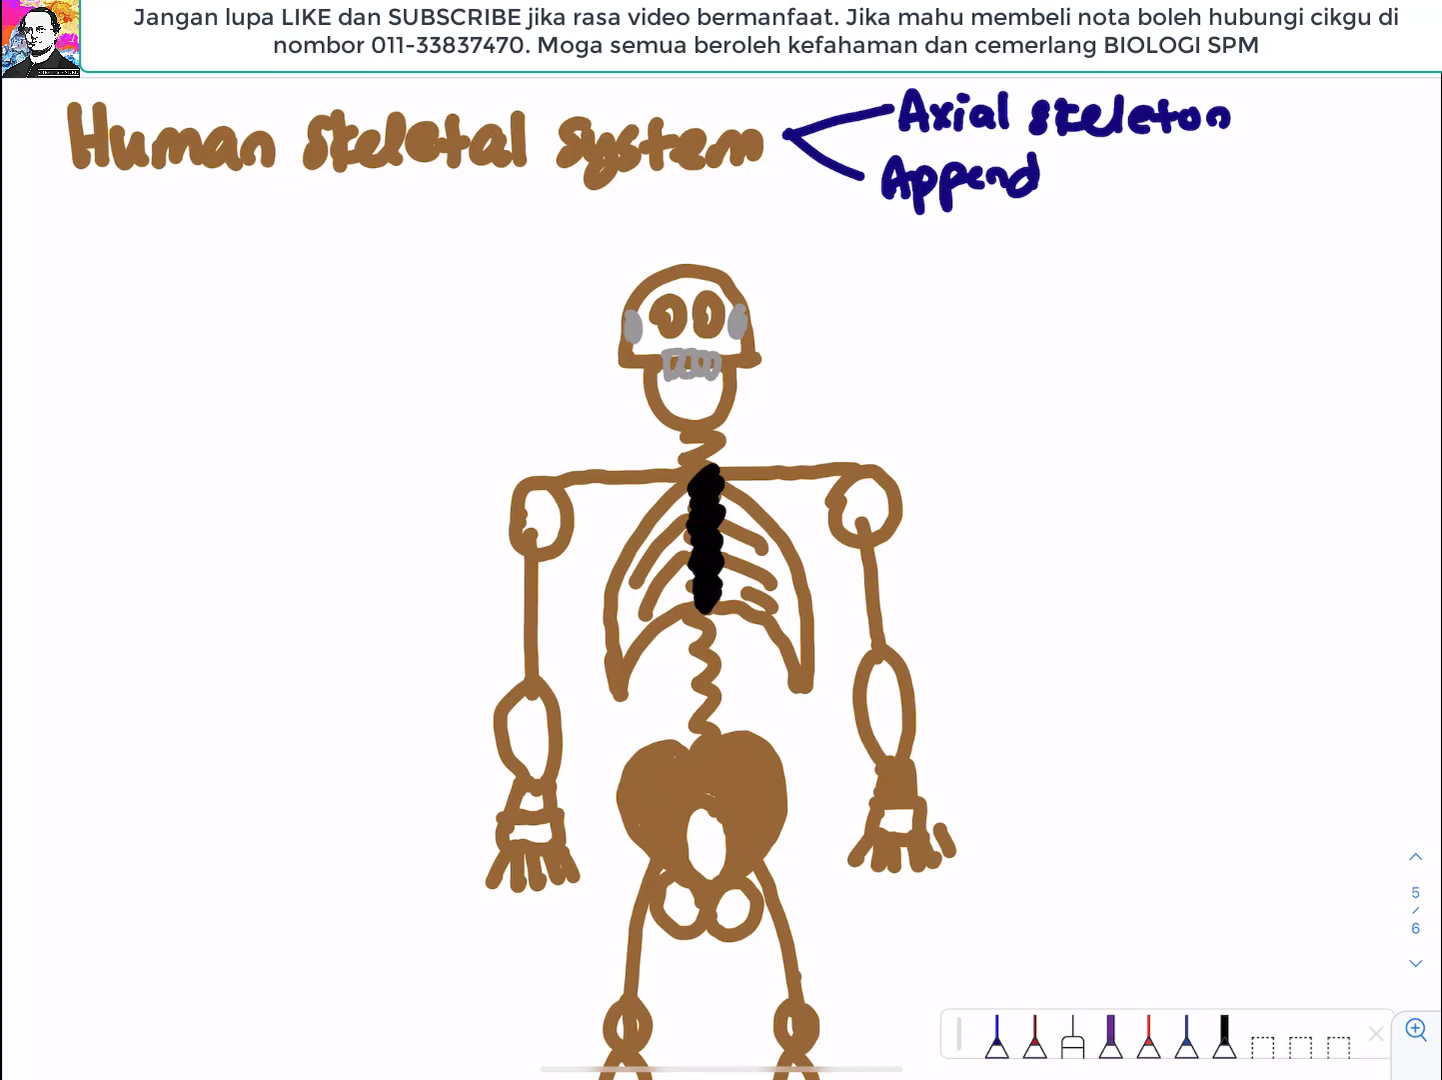 Jangan lupa LIKE dan SUBSCRIBE jika rasa video bermanfaat. Jika mahu membeli nota boleh hubungi cikgu di
nombor 011-33837470. Moga semua beroleh kefahaman dan cemerlang BIOLOGI SPM
Human skeletal system
Axial skeleton
Append
5
/
6